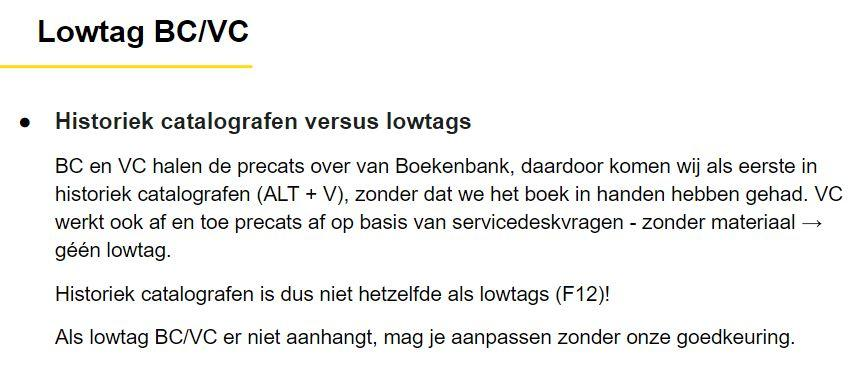 Lowtag BC/VC
● Historiek catalografen versus lowtags
BC en VC halen de precats over van Boekenbank, daardoor komen wij als eerste in
historiek catalografen (ALT + V), zonder dat we het boek in handen hebben gehad. VC
werkt ook af en toe precats af op basis van servicedeskvragen - zonder materiaal →
géén lowtag.
Historiek catalografen is dus niet hetzelfde als lowtags (F12)!
Als lowtag BC/VC er niet aanhangt, mag je aanpassen zonder onze goedkeuring.